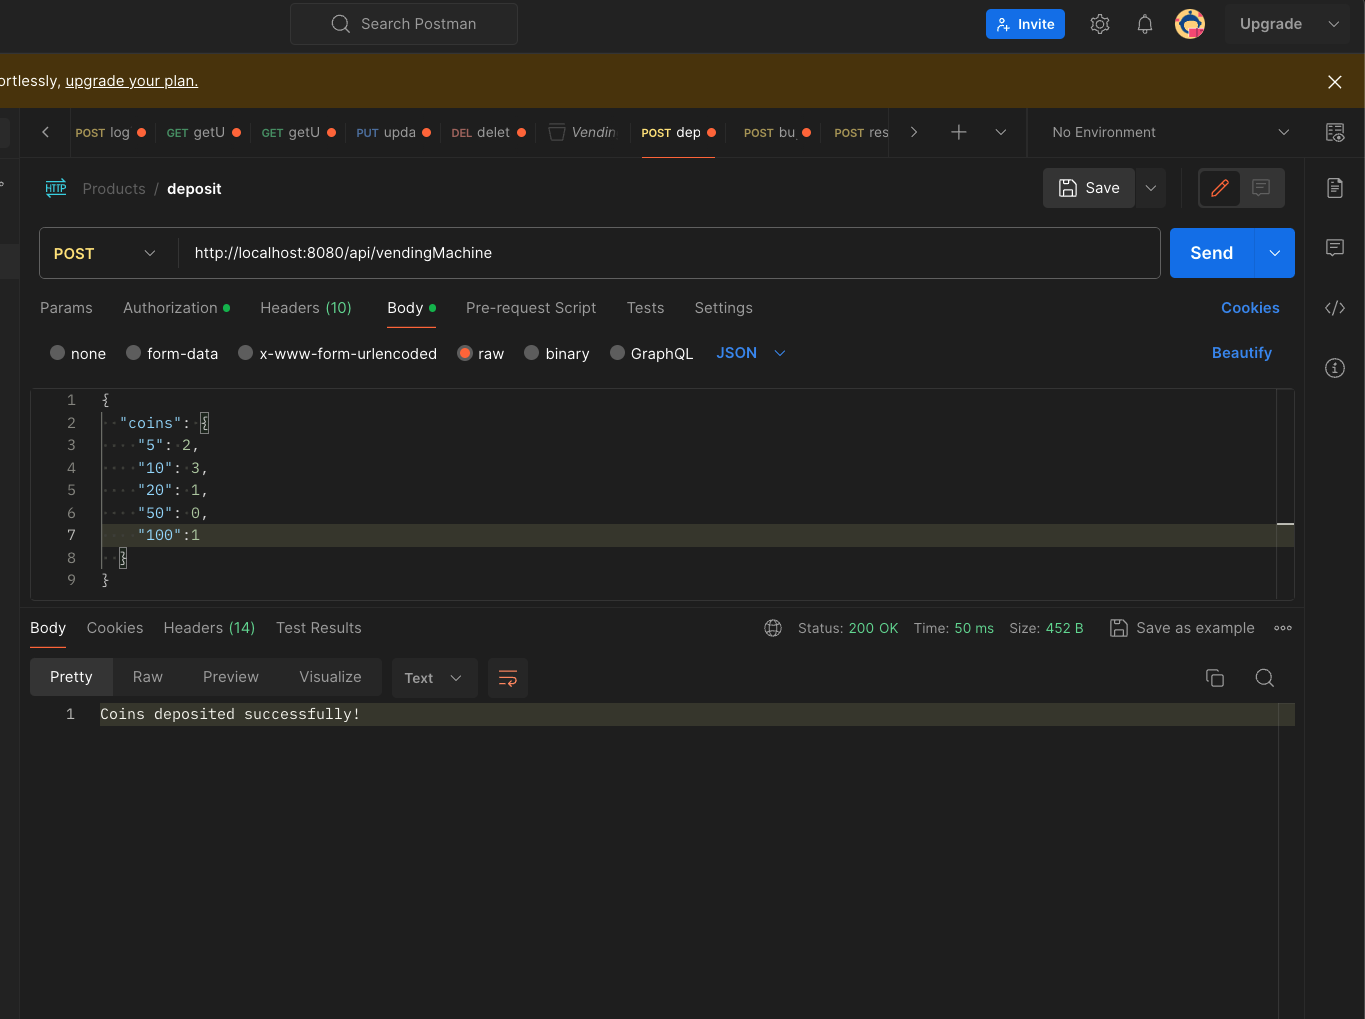 Search Postman
Invite
Upgrade
ortlessly, upgrade your plan.
POST log
GET getU
GET getU
PUT upda
DEL delet
Vendin
POST dep
POST bu
POST res
No Environment
HTTP
Products / deposit
Save
POST
http://localhost:8080/api/vendingMachine
Send
Params
Authorization
Headers (10)
Body
Pre-request Script
Tests
Settings
Cookies
none
form-data
x-www-form-urlencoded
raw
binary
GraphQL
JSON
Beautify
1 {
2 "coins": {
3 "5": 2,
4 "10": 3,
5 "20": 1,
6 "50": 0,
7 "100":1
8 }
9 }
Body
Cookies
Headers (14)
Test Results
Status: 200 OK
Time: 50 ms
Size: 452 B
Save as example
Pretty
Raw
Preview
Visualize
Text
1 Coins deposited successfully!